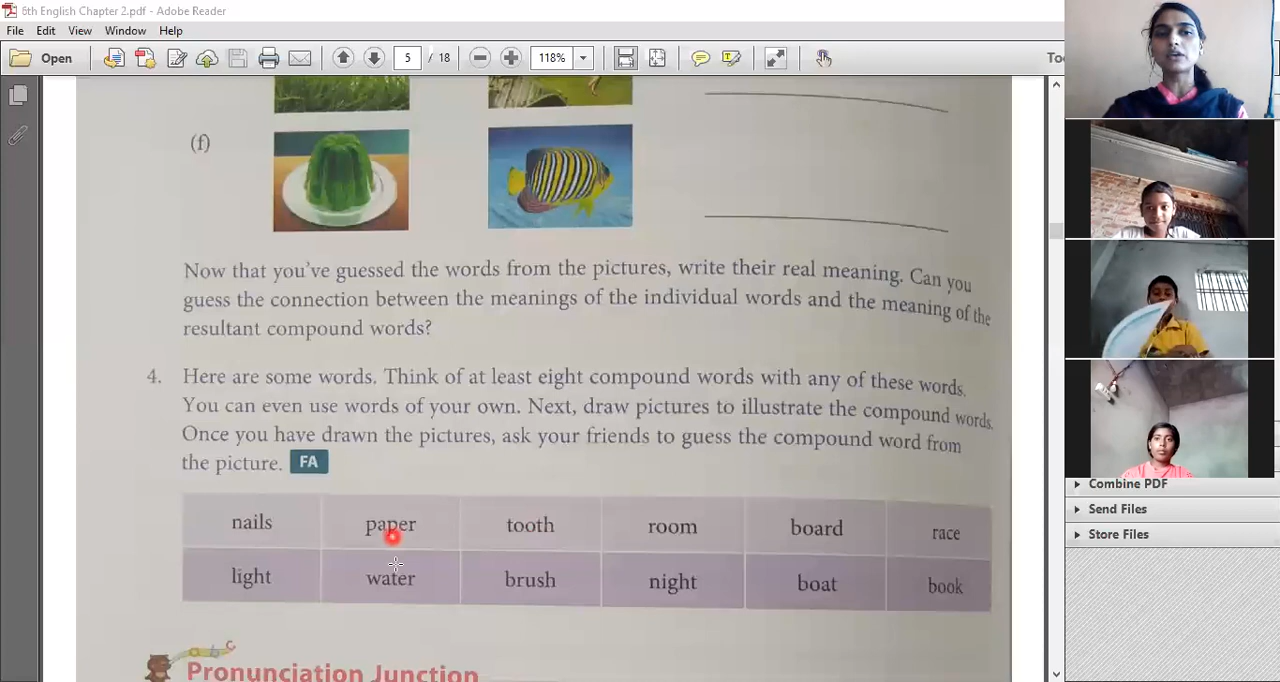 6th English Chapter 2.pdf - Adobe Reader
File Edit View Window Help
Open 5 / 18 118%
(f)
Now that you've guessed the words from the pictures, write their real meaning. Can you
guess the connection between the meanings of the individual words and the meaning of the
resultant compound words?
4. Here are some words. Think of at least eight compound words with any of these words.
You can even use words of your own. Next, draw pictures to illustrate the compound words.
Once you have drawn the pictures, ask your friends to guess the compound word from
the picture. FA
nails paper tooth room board race
light water brush night boat book
abc
Pronunciation Junction
Combine PDF
Send Files
Store Files